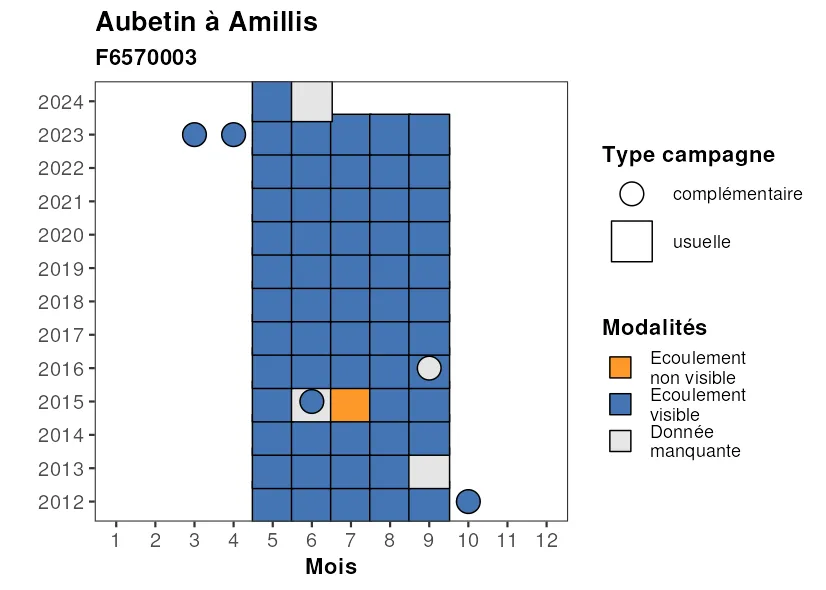 Aubetin à Amillis
F6570003
2024
2023
2022
2021
2020
2019
2018
2017
2016
2015
2014
2013
2012
1 2 3 4 5 6 7 8 9 10 11 12
Mois
Type campagne
complémentaire
usuelle
Modalités
Ecoulement
non visible
Ecoulement
visible
Donnée
manquante